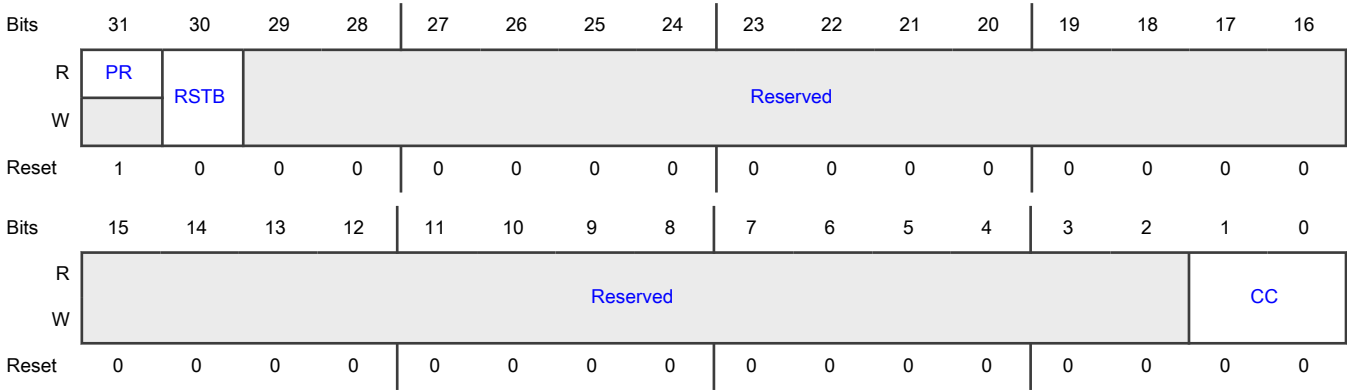 Bits 31 30 29 28 27 26 25 24 23 22 21 20 19 18 17 16
R PR RSTB Reserved
W
Reset 1 0 0 0 0 0 0 0 0 0 0 0 0 0 0 0
Bits 15 14 13 12 11 10 9 8 7 6 5 4 3 2 1 0
R Reserved CC
W
Reset 0 0 0 0 0 0 0 0 0 0 0 0 0 0 0 0